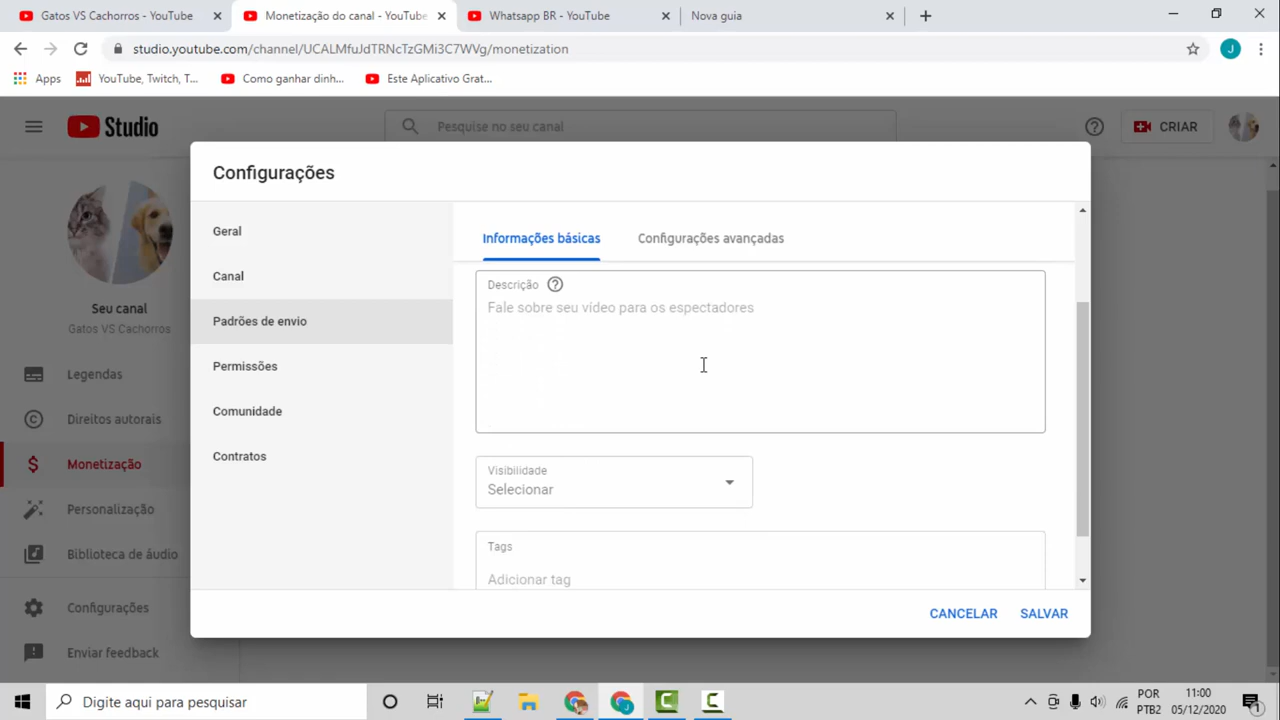 Gatos VS Cachorros - YouTube
Monetização do canal - YouTube
Whatsapp BR - YouTube
Nova guia
studio.youtube.com/channel/UCALMfuJdTRNcTzGMi3C7WVg/monetization
J
Apps
YouTube, Twitch, T...
Como ganhar dinh...
Este Aplicativo Grat...
Studio
Pesquise no seu canal
CRIAR
Configurações
Geral
Canal
Padrões de envio
Permissões
Comunidade
Contratos
Informações básicas
Configurações avançadas
Descrição
Fale sobre seu vídeo para os espectadores
Visibilidade
Selecionar
Tags
Adicionar tag
CANCELAR
SALVAR
Seu canal
Gatos VS Cachorros
Legendas
Direitos autorais
Monetização
Personalização
Biblioteca de áudio
Configurações
Enviar feedback
Digite aqui para pesquisar
POR
PTB2
11:00
05/12/2020
1